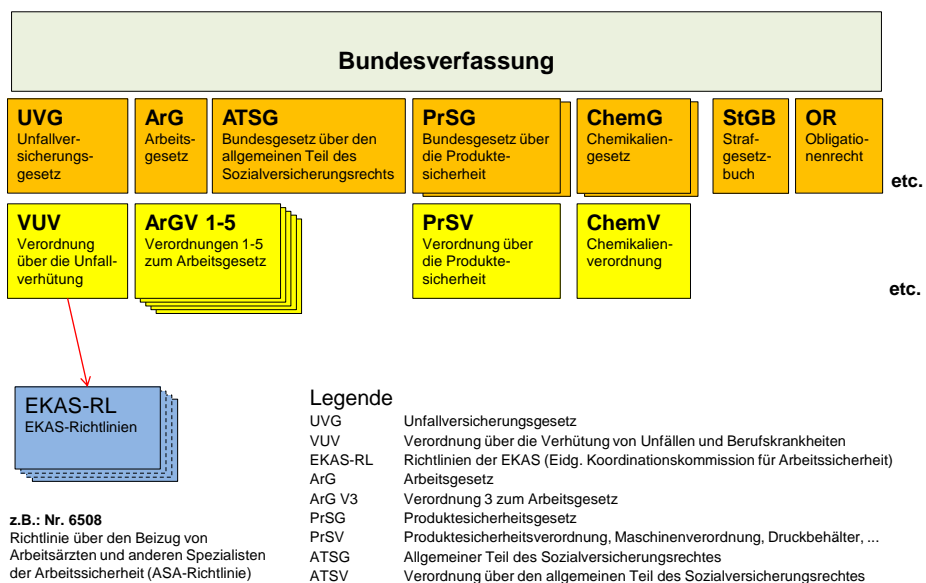 Bundesverfassung
UVG
Unfallver-
sicherungs-
gesetz
ArG
Arbeits-
gesetz
ATSG
Bundesgesetz über den
allgemeinen Teil des
Sozialversicherungsrechts
PrSG
Bundesgesetz über
die Produkte-
sicherheit
ChemG
Chemikalien-
gesetz
StGB
Straf-
gesetz-
buch
OR
Obligatio-
nenrecht
etc.
VUV
Verordnung
über die Unfall-
verhütung
ArGV 1-5
Verordnungen 1-5
zum Arbeitsgesetz
PrSV
Verordnung über
die Produkte-
sicherheit
ChemV
Chemikalien-
verordnung
etc.
EKAS-RL
EKAS-Richtlinien
z.B.: Nr. 6508
Richtlinie über den Beizug von
Arbeitsärzten und anderen Spezialisten
der Arbeitssicherheit (ASA-Richtlinie)
Legende
UVG Unfallversicherungsgesetz
VUV Verordnung über die Verhütung von Unfällen und Berufskrankheiten
EKAS-RL Richtlinien der EKAS (Eidg. Koordinationskommission für Arbeitssicherheit)
ArG Arbeitsgesetz
ArG V3 Verordnung 3 zum Arbeitsgesetz
PrSG Produktesicherheitsgesetz
PrSV Produktesicherheitsverordnung, Maschinenverordnung, Druckbehälter, ...
ATSG Allgemeiner Teil des Sozialversicherungsrechtes
ATSV Verordnung über den allgemeinen Teil des Sozialversicherungsrechtes